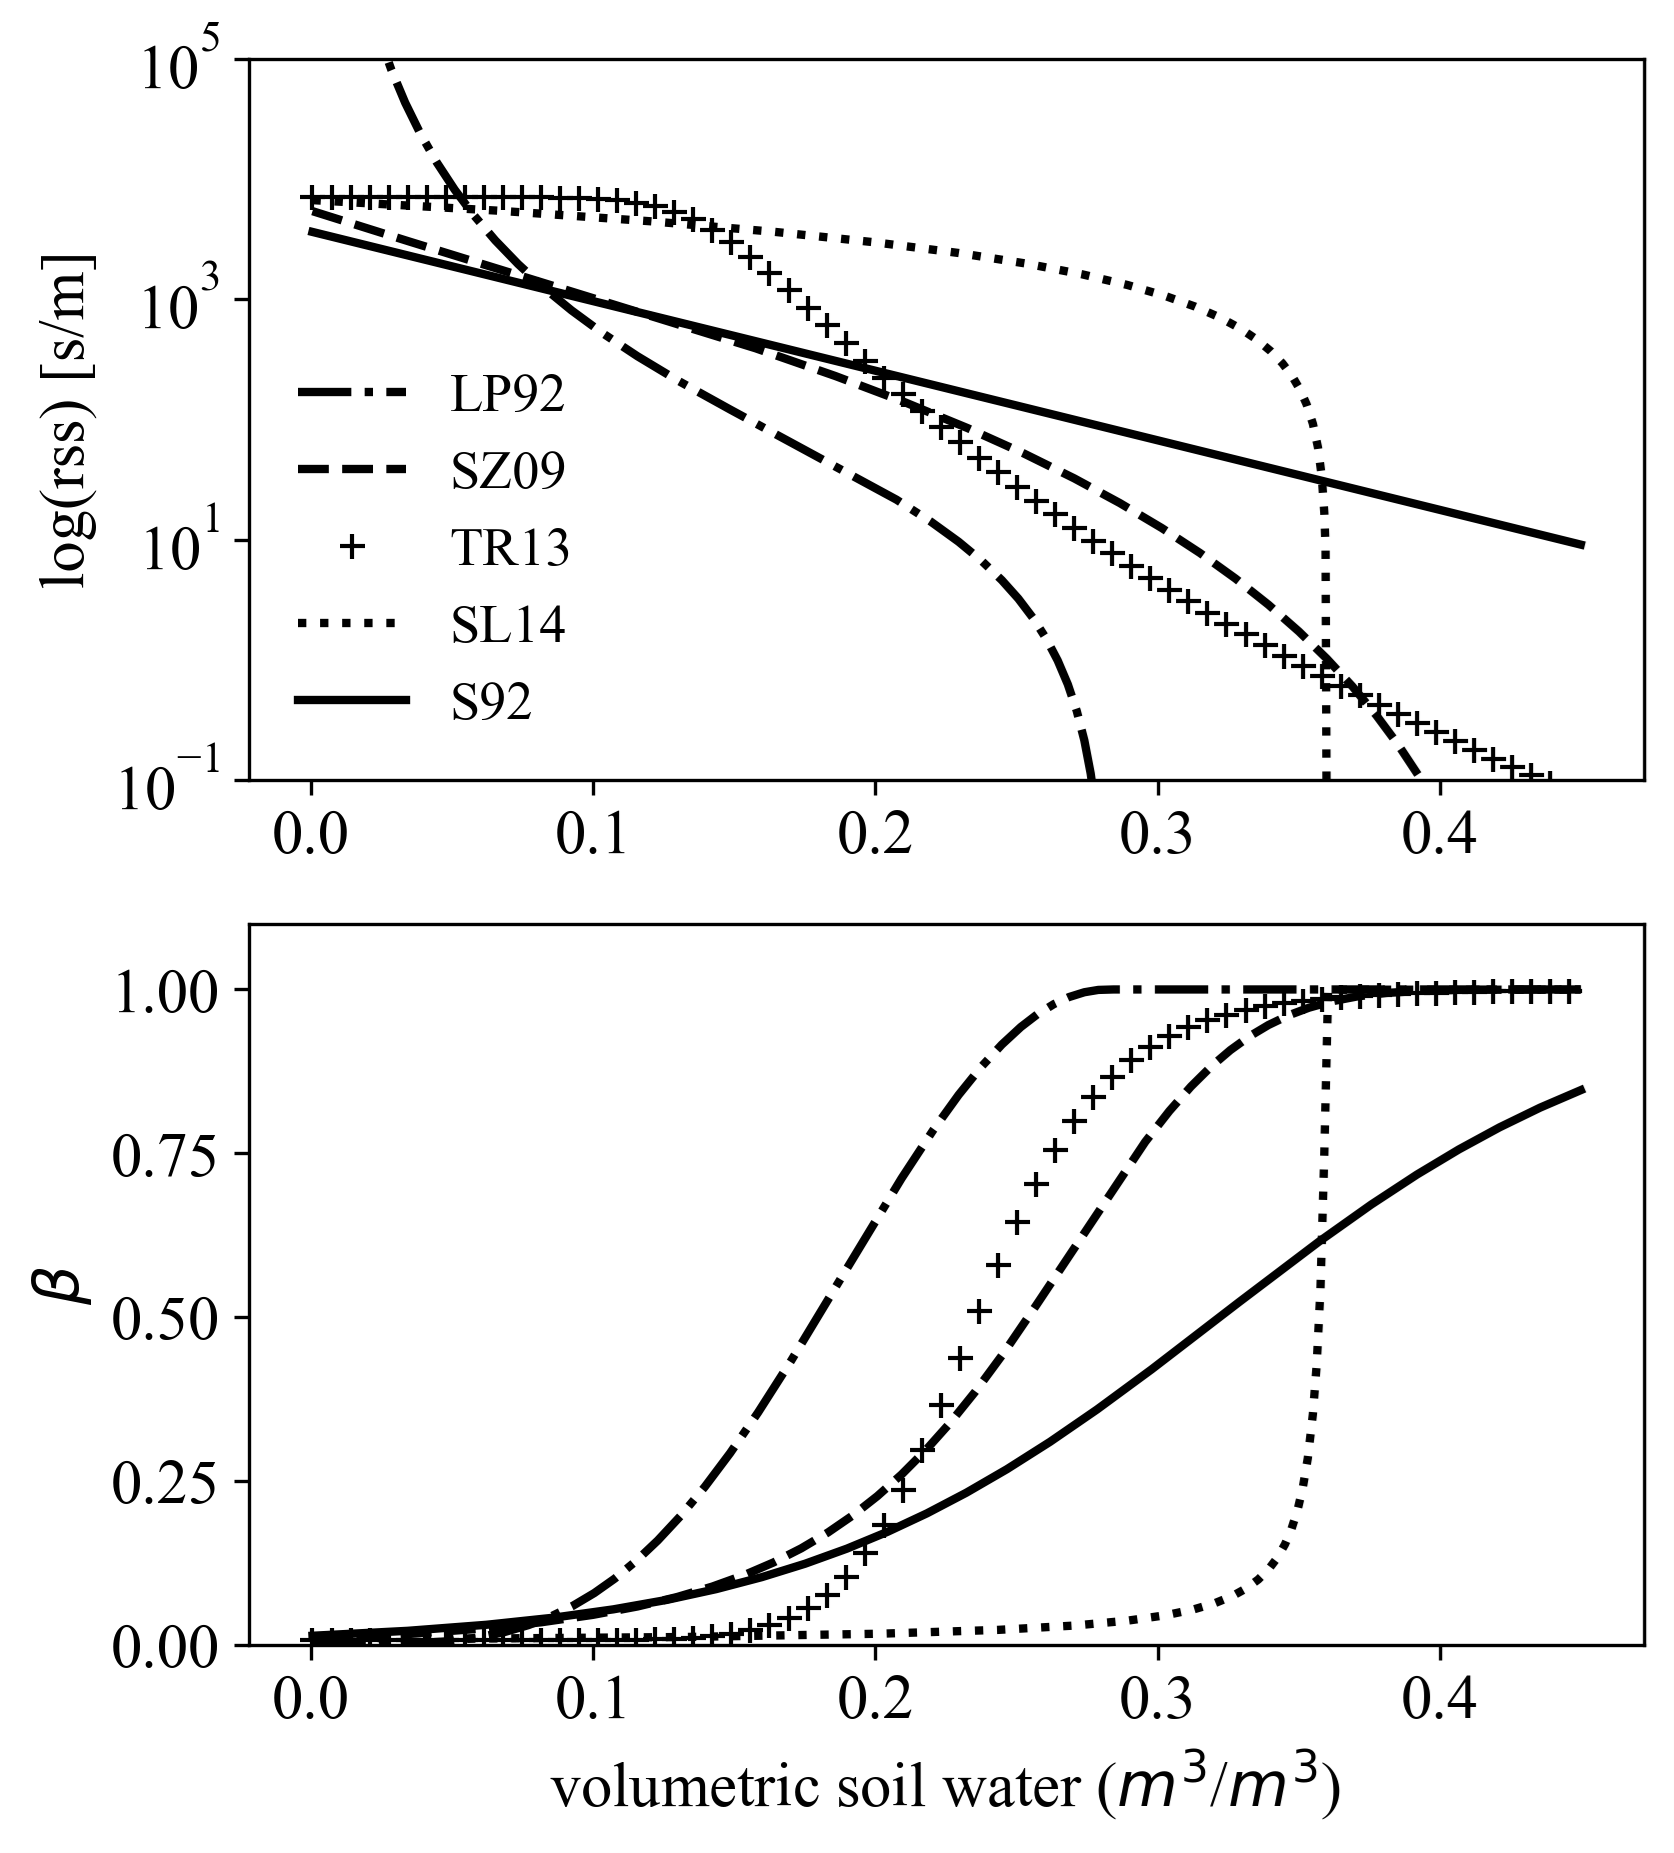 10^5
10^3
10^1
10^−1
log(rss) [s/m]
LP92
SZ09
TR13
SL14
S92
0.0 0.1 0.2 0.3 0.4
1.00
0.75
0.50
0.25
0.00
β
0.0 0.1 0.2 0.3 0.4
volumetric soil water (m^3/m^3)